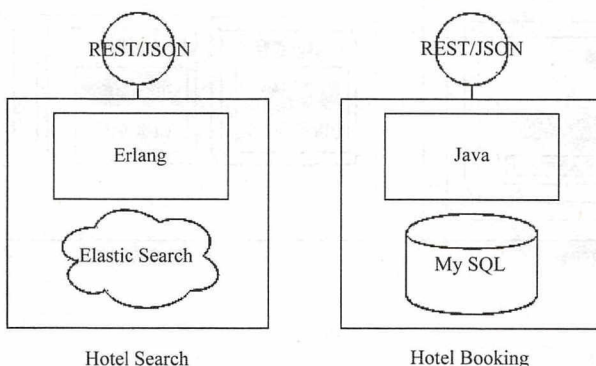 REST/JSON
REST/JSON
Erlang
Java
Elastic Search
My SQL
Hotel Search
Hotel Booking